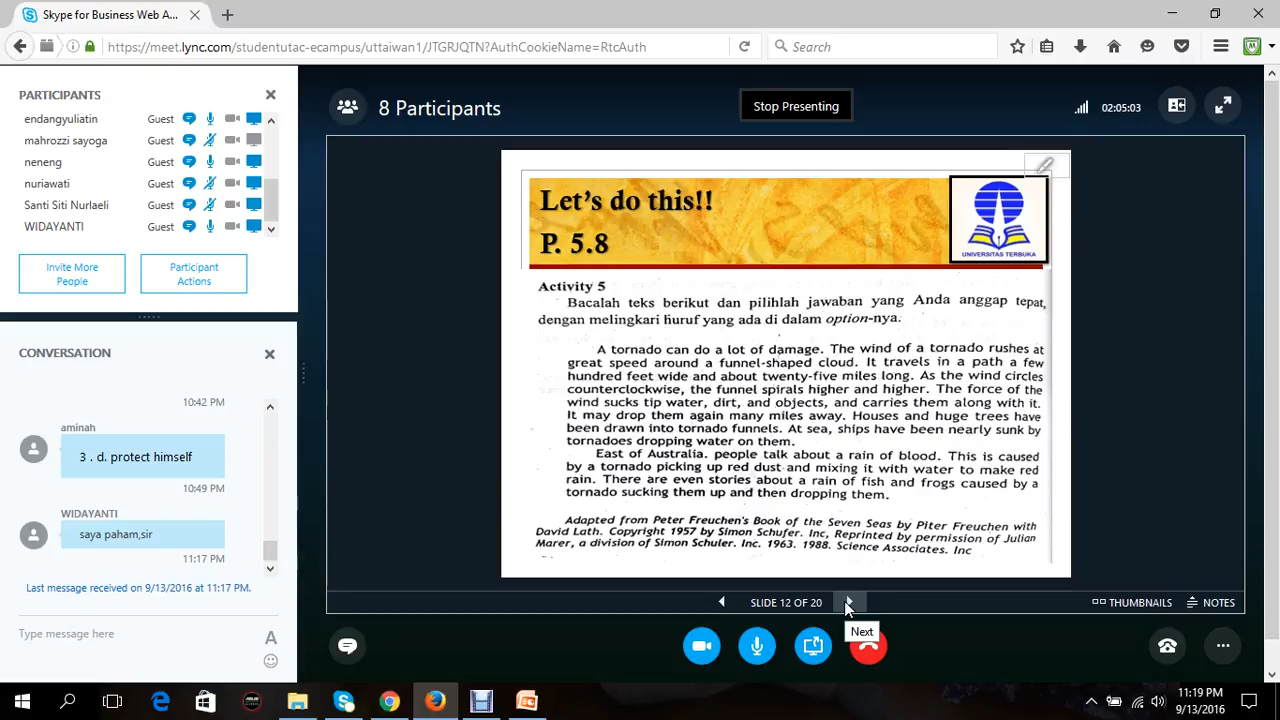 Skype for Business Web A...
https://meet.lync.com/studentutac-ecampus/uttaiwan1/JTGRJQTN?AuthCookieName=RtcAuth
Search
PARTICIPANTS
endangyuliatin Guest
mahrozzi sayoga Guest
neneng Guest
nuriawati Guest
Santi Siti Nurlaeli Guest
WIDAYANTI Guest
Invite More
People
Participant
Actions
CONVERSATION
10:42 PM
aminah
3 . d. protect himself
10:49 PM
WIDAYANTI
saya paham,sir
11:17 PM
Last message received on 9/13/2016 at 11:17 PM.
Type message here
A
8 Participants
Stop Presenting
02:05:03
Let's do this!!
P. 5.8
UNIVERSITAS TERBUKA
Activity 5
Bacalah teks berikut dan pilihlah jawaban yang Anda anggap tepat,
dengan melingkari huruf yang ada di dalam option-nya.
A tornado can do a lot of damage. The wind of a tornado rushes at
great speed around a funnel-shaped cloud. It travels in a path a few
hundred feet wide and about twenty-five miles long. As the wind circles
counterclockwise, the funnel spirals higher and higher. The force of the
wind sucks tip water, dirt, and objects, and carries them along with it.
It may drop them again many miles away. Houses and huge trees have
been drawn into tornado funnels. At sea, ships have been nearly sunk by
tornadoes dropping water on them.
East of Australia. people talk about a rain of blood. This is caused
by a tornado picking up red dust and mixing it with water to make red
rain. There are even stories about a rain of fish and frogs caused by a
tornado sucking them up and then dropping them.
Adapted from Peter Freuchen's Book of the Seven Seas by Piter Freuchen with
David Lath. Copyright 1957 by Simon Schufer. Inc, Reprinted by permission of Julian
Marer, a division of Simon Schuler. Inc. 1963. 1988. Science Associates. Inc
SLIDE 12 OF 20
THUMBNAILS
NOTES
Next
11:19 PM
9/13/2016